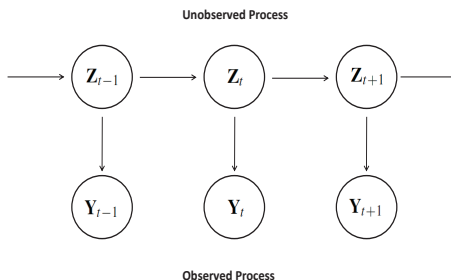 Unobserved Process
Z_{t−1} Z_t Z_{t+1}
Y_{t−1} Y_t Y_{t+1}
Observed Process